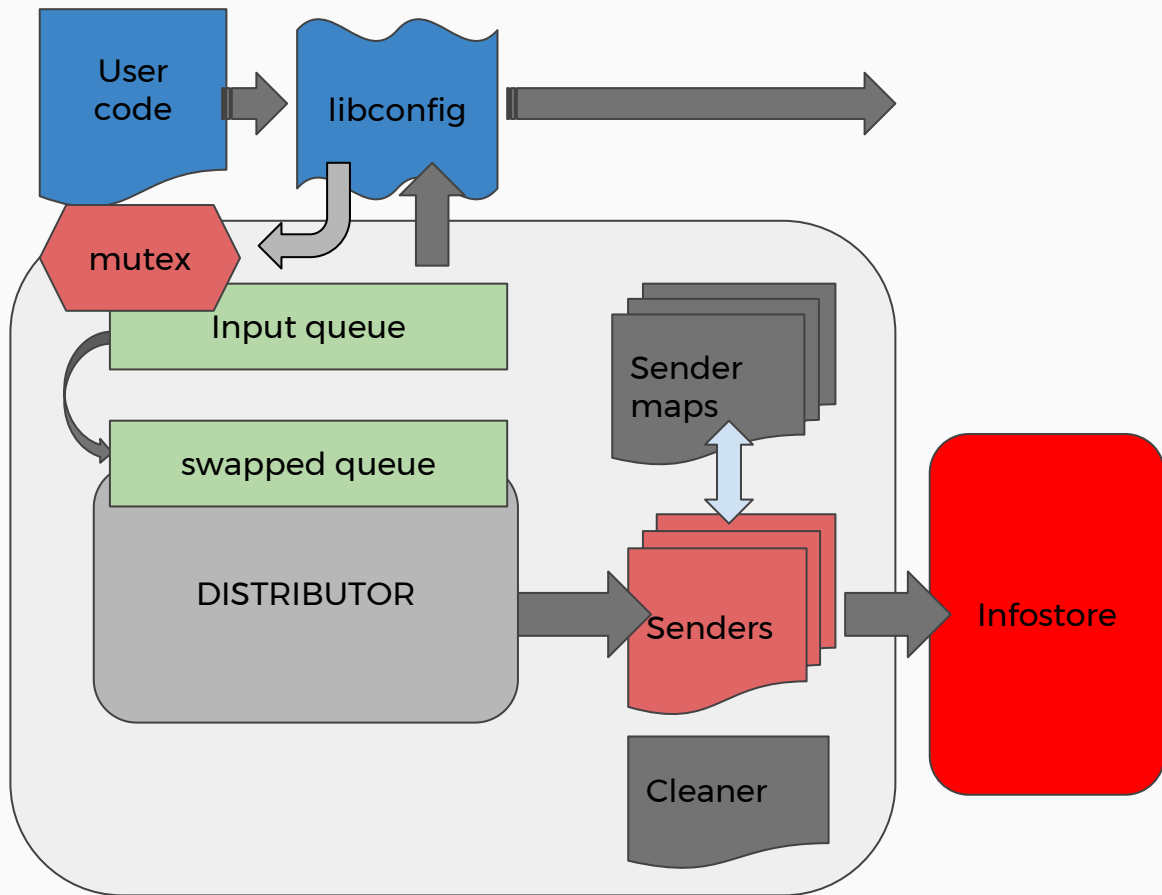 User
code
libconfig
mutex
Input queue
swapped queue
DISTRIBUTOR
Sender
maps
Senders
Infostore
Cleaner